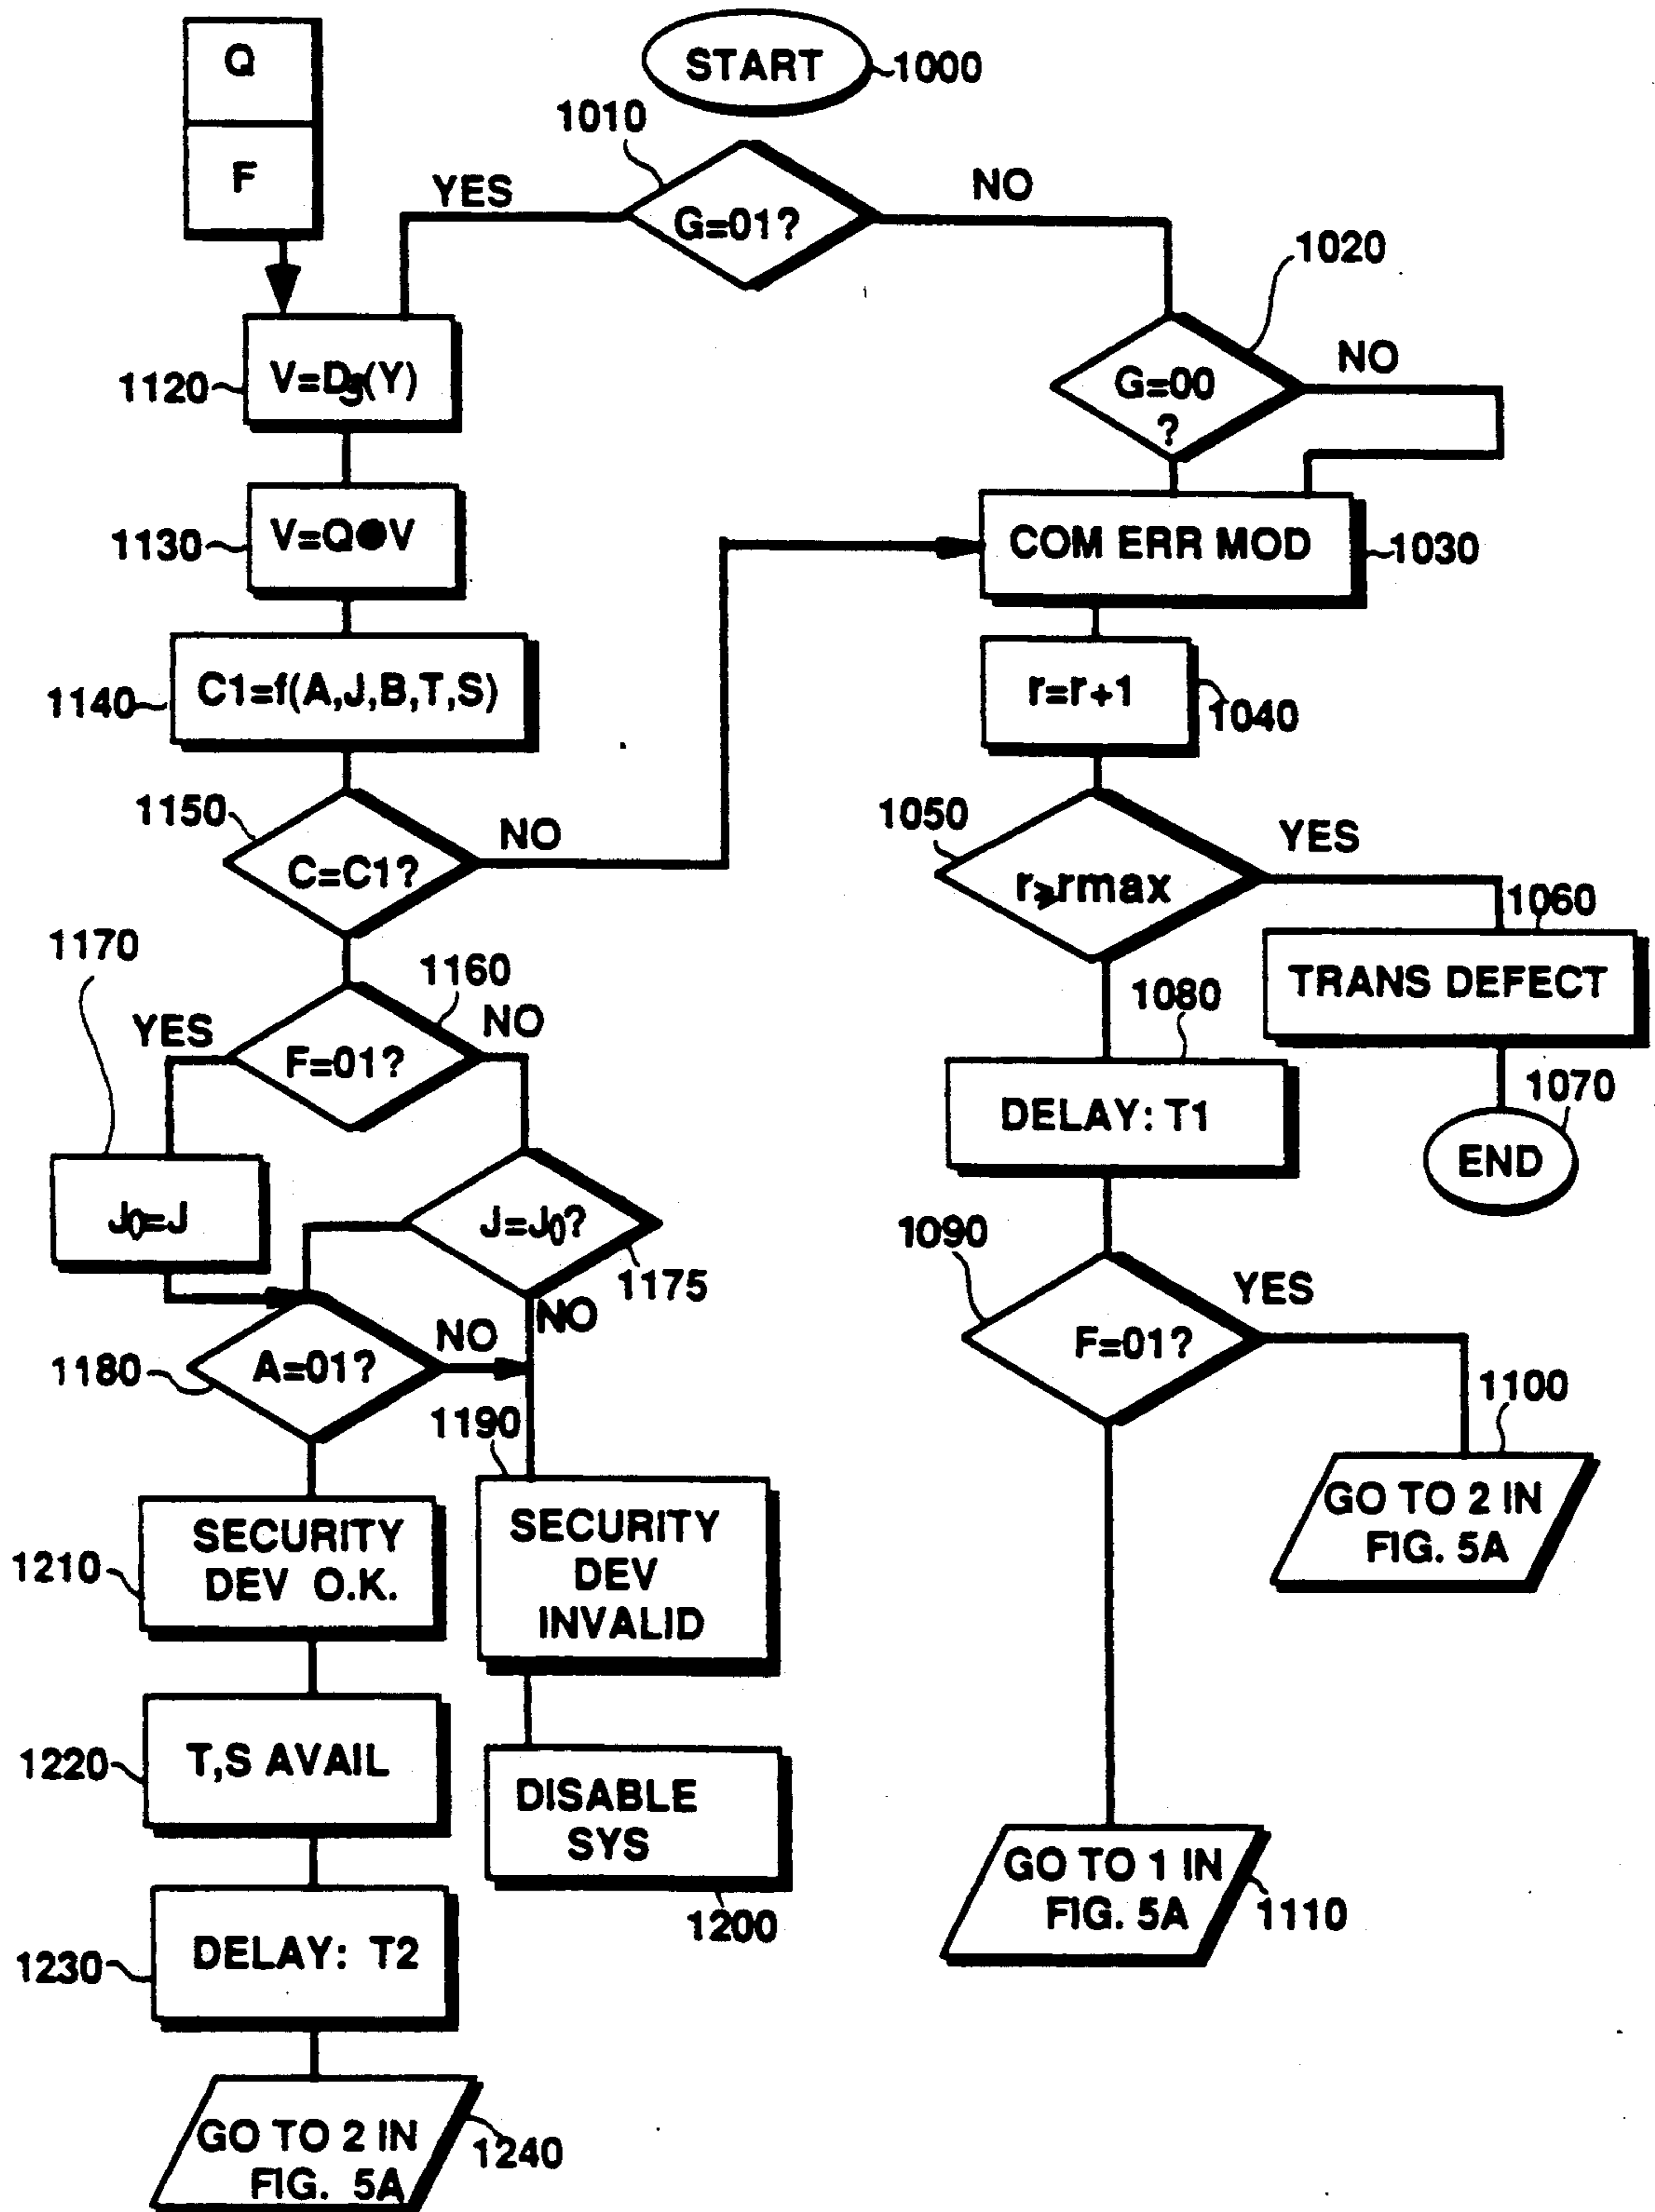 Q
F
START
1000
1010
YES
G=01?
NO
1020
G=00
?
NO
1120
V=Dg(Y)
1130
V=Q●V
COM ERR MOD
1030
1140
C1=f(A,J,B,T,S)
r=r+1
1040
1150
C=C1?
NO
1050
r≥rmax
YES
1060
TRANS DEFECT
1070
END
1170
1160
YES
F=01?
NO
1080
DELAY: T1
J0=J
J=J0?
1175
NO
1090
F=01?
YES
1180
A=01?
NO
1100
GO TO 2 IN
FIG. 5A
1190
SECURITY
DEV
INVALID
1210
SECURITY
DEV O.K.
1220
T,S AVAIL
DISABLE
SYS
1200
GO TO 1 IN
FIG. 5A
1110
1230
DELAY: T2
GO TO 2 IN
FIG. 5A
1240